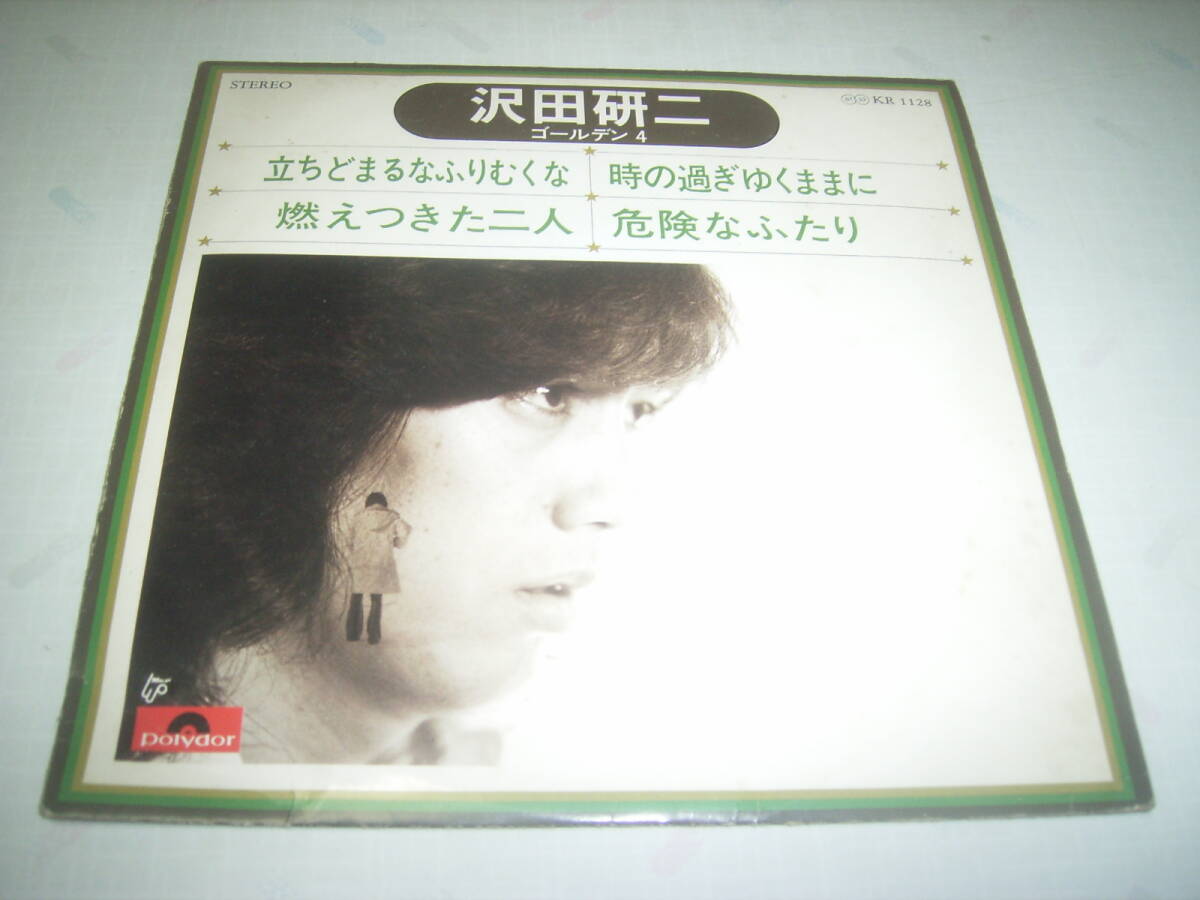 STEREO
沢田研二
ゴールデン 4
KR 1128
立ちどまるなふりむくな
時の過ぎゆくままに
燃えつきた二人
危険なふたり
polydor